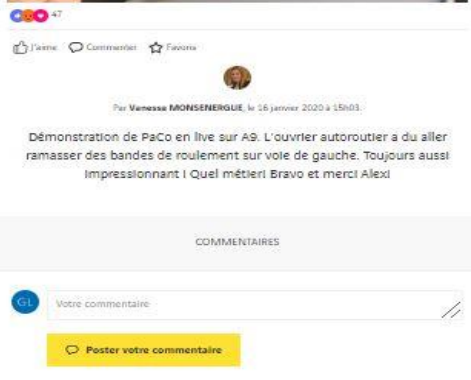 47
J'aime Commenter Favoris
Par Vanessa MONSENERGUE, le 16 janvier 2020 à 15h03.
Démonstration de PaCo en live sur A9. L'ouvrier autoroutier a du aller
ramasser des bandes de roulement sur voie de gauche. Toujours aussi
impressionnant ! Quel métier! Bravo et merci Alex!
COMMENTAIRES
GL Votre commentaire
Poster votre commentaire